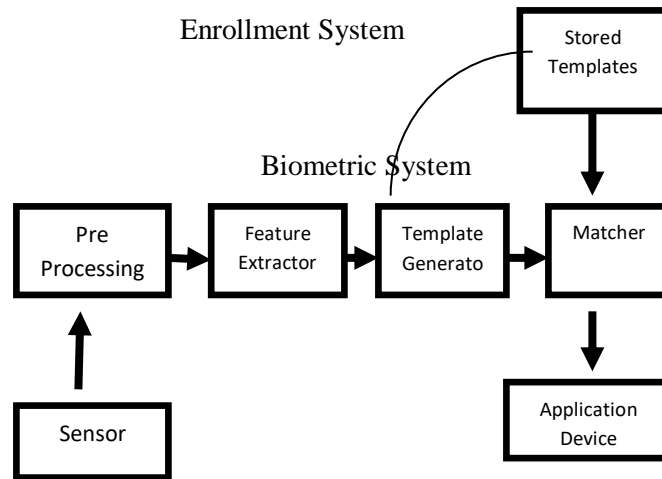 Enrollment System
Stored
Templates
Biometric System
Pre
Processing
Feature
Extractor
Template
Generato
Matcher
Sensor
Application
Device